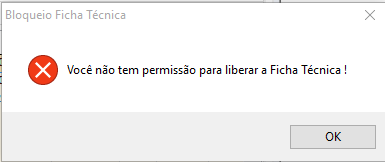 Bloqueio Ficha Técnica
Você não tem permissão para liberar a Ficha Técnica !
OK